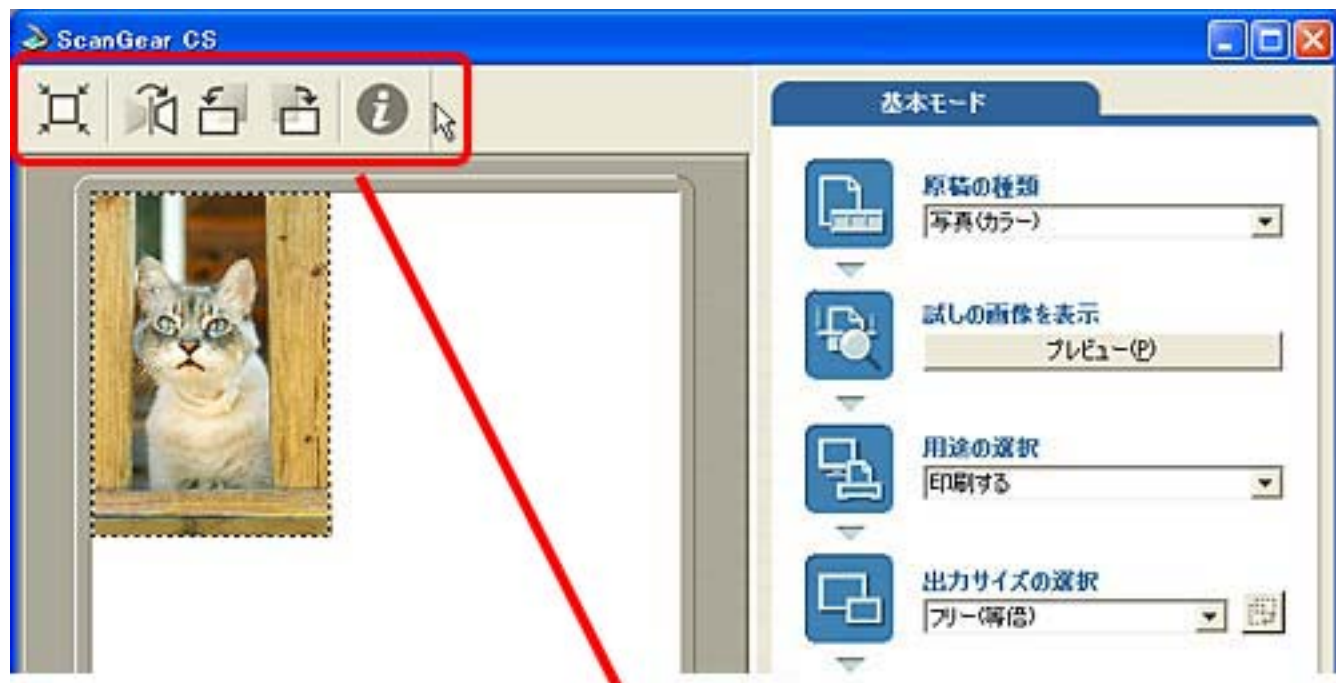 ScanGear CS
基本モード
原稿の種類
写真(カラー)
試しの画像を表示
プレビュー(P)
用途の選択
印刷する
出力サイズの選択
フリー(等倍)